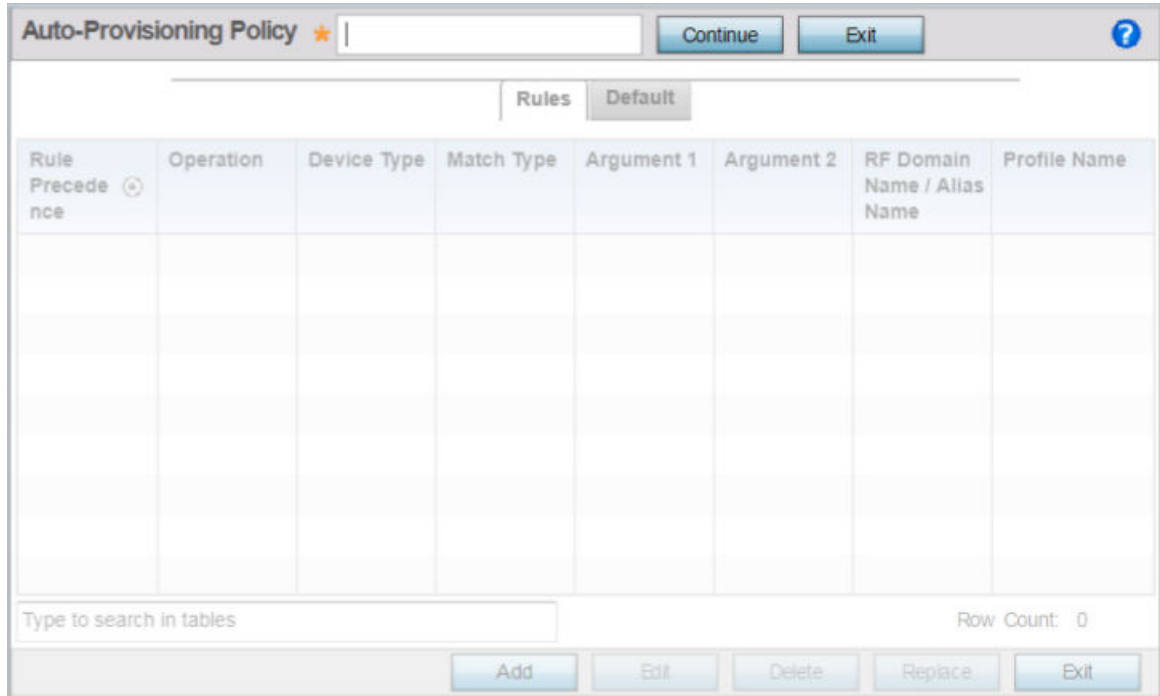 Auto-Provisioning Policy * Continue Exit ?
Rules Default
Rule Precede nce Operation Device Type Match Type Argument 1 Argument 2 RF Domain Name / Alias Name Profile Name
Type to search in tables Row Count: 0
Add Edit Delete Replace Exit